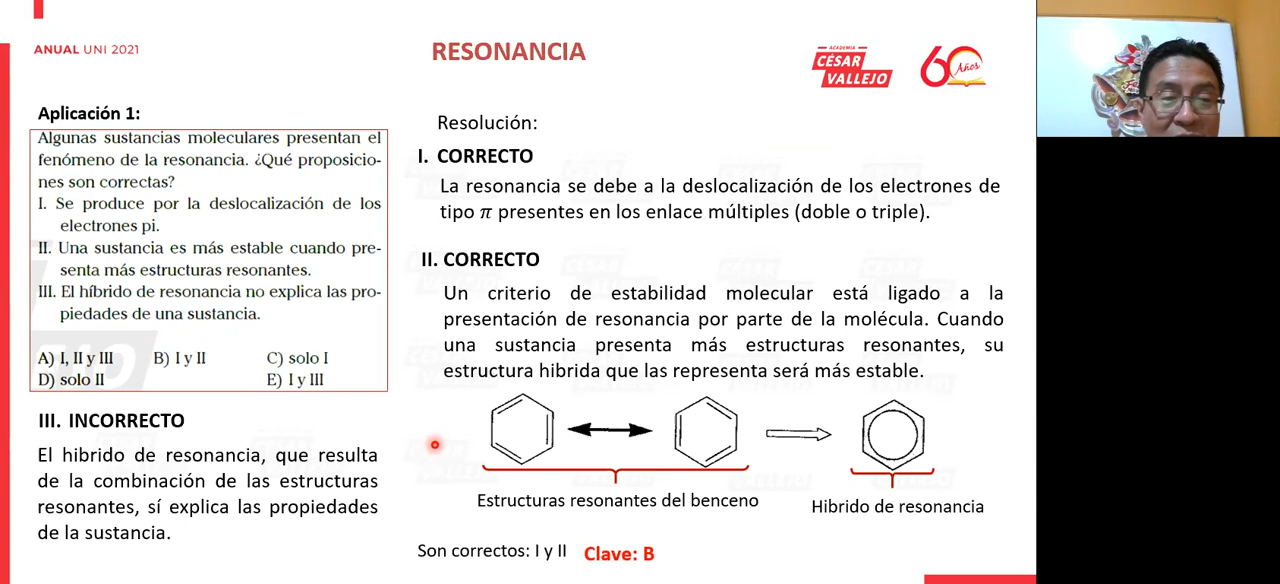 ANUAL UNI 2021
RESONANCIA
ACADEMIA
CÉSAR
VALLEJO
60
Años
Aplicación 1:
Algunas sustancias moleculares presentan el
fenómeno de la resonancia. ¿Qué proposicio-
nes son correctas?
I. Se produce por la deslocalización de los
electrones pi.
II. Una sustancia es más estable cuando pre-
senta más estructuras resonantes.
III. El híbrido de resonancia no explica las pro-
piedades de una sustancia.
A) I, II y III B) I y II C) solo I
D) solo II E) I y III
III. INCORRECTO
El hibrido de resonancia, que resulta
de la combinación de las estructuras
resonantes, sí explica las propiedades
de la sustancia.
Resolución:
I. CORRECTO
La resonancia se debe a la deslocalización de los electrones de
tipo π presentes en los enlace múltiples (doble o triple).
II. CORRECTO
Un criterio de estabilidad molecular está ligado a la
presentación de resonancia por parte de la molécula. Cuando
una sustancia presenta más estructuras resonantes, su
estructura hibrida que las representa será más estable.
Estructuras resonantes del benceno
Hibrido de resonancia
Son correctos: I y II Clave: B